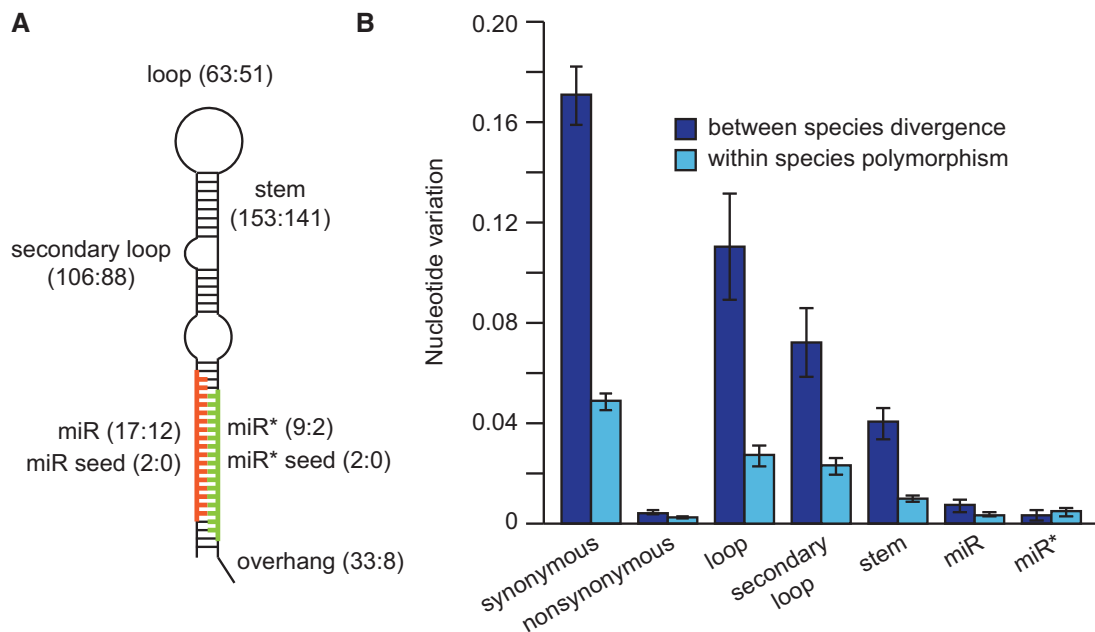 A
loop (63:51)
stem
(153:141)
secondary loop
(106:88)
miR (17:12)
miR seed (2:0)
miR* (9:2)
miR* seed (2:0)
overhang (33:8)
B
Nucleotide variation
0.20
0.16
0.12
0.08
0.04
0
between species divergence
within species polymorphism
synonymous
nonsynonymous
loop
secondary
loop
stem
miR
miR*